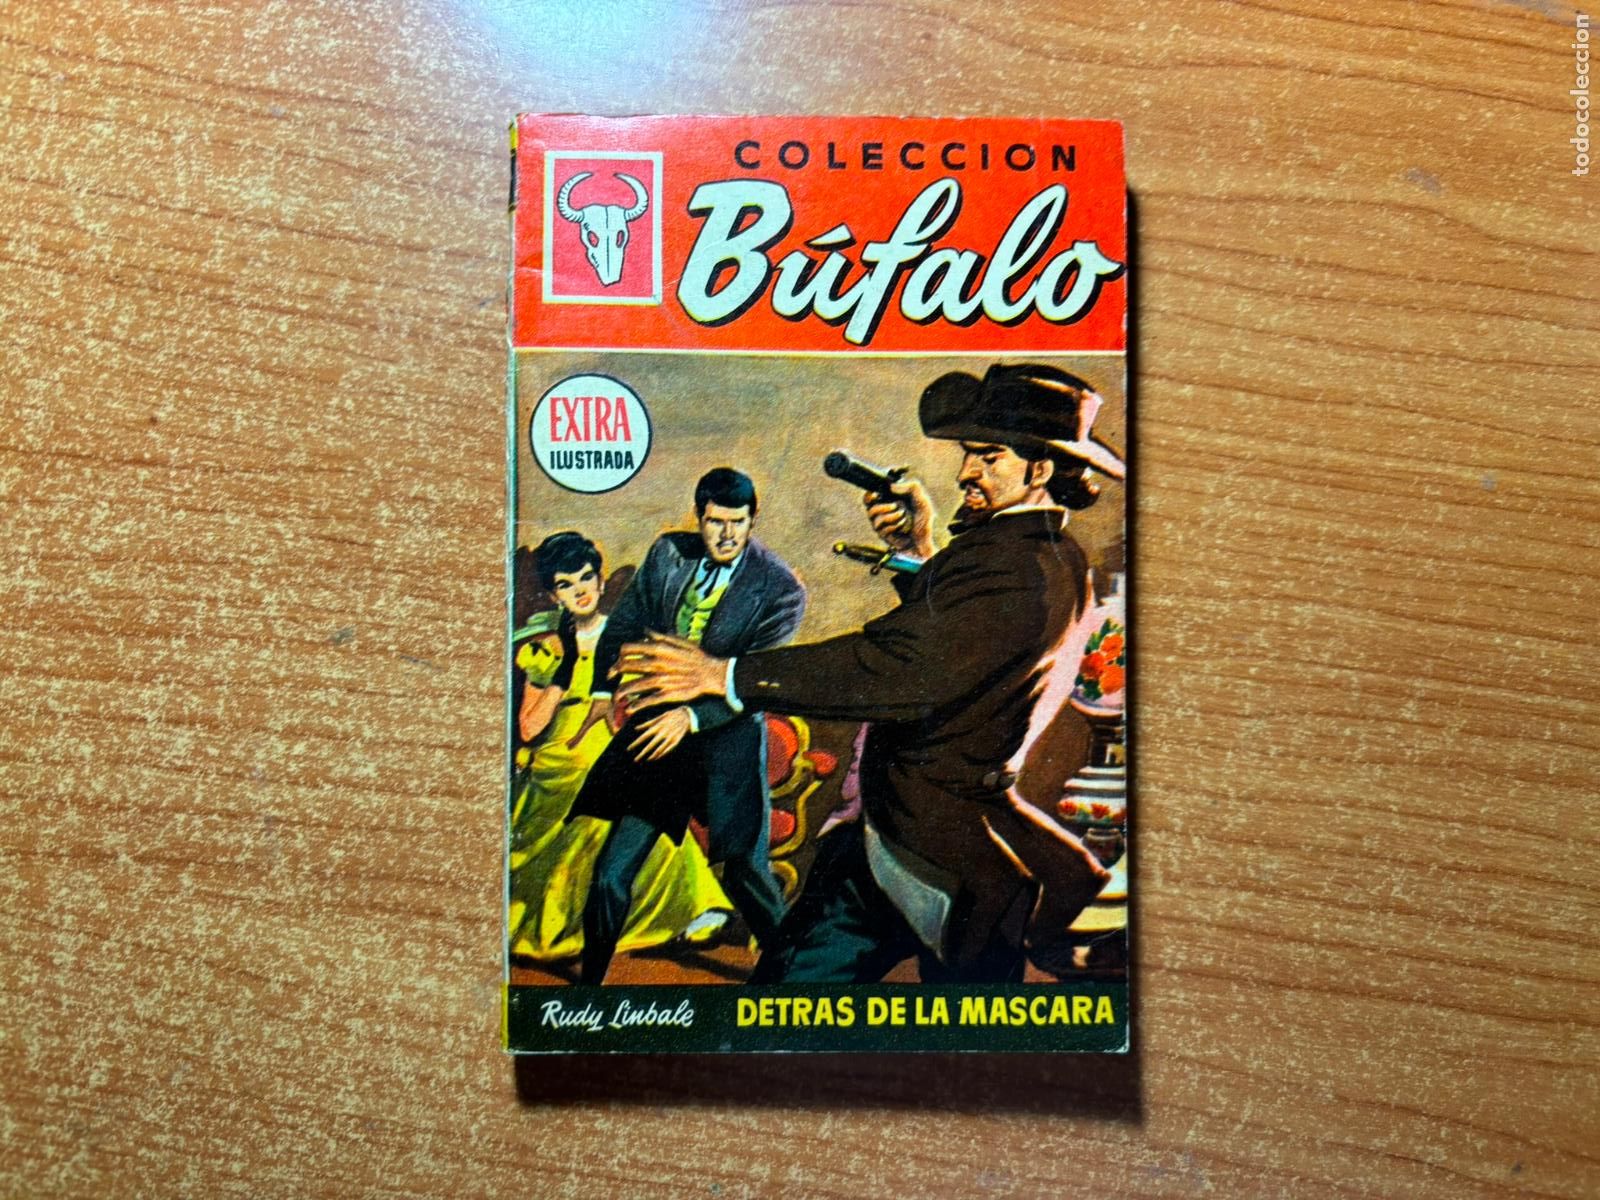 COLECCION
Búfalo
EXTRA
ILUSTRADA
Rudy Linbale
DETRAS DE LA MASCARA
todocoleccion